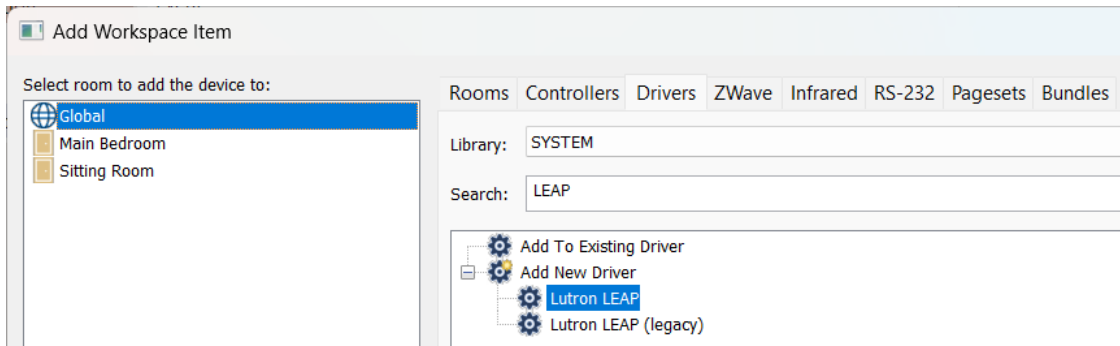 Add Workspace Item
Select room to add the device to:
Global
Main Bedroom
Sitting Room
Rooms Controllers Drivers ZWave Infrared RS-232 Pagesets Bundles
Library: SYSTEM
Search: LEAP
Add To Existing Driver
Add New Driver
Lutron LEAP
Lutron LEAP (legacy)